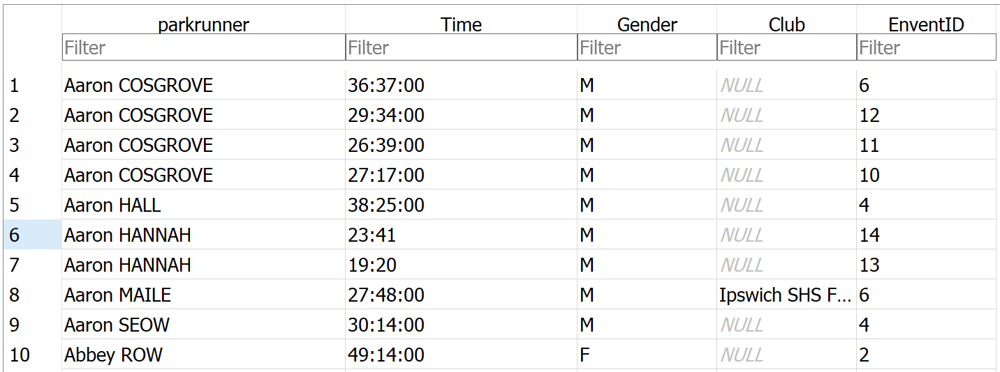 parkrunner Time Gender Club EnventID
Filter Filter Filter Filter Filter
1 Aaron COSGROVE 36:37:00 M NULL 6
2 Aaron COSGROVE 29:34:00 M NULL 12
3 Aaron COSGROVE 26:39:00 M NULL 11
4 Aaron COSGROVE 27:17:00 M NULL 10
5 Aaron HALL 38:25:00 M NULL 4
6 Aaron HANNAH 23:41 M NULL 14
7 Aaron HANNAH 19:20 M NULL 13
8 Aaron MAILE 27:48:00 M Ipswich SHS F... 6
9 Aaron SEOW 30:14:00 M NULL 4
10 Abbey ROW 49:14:00 F NULL 2